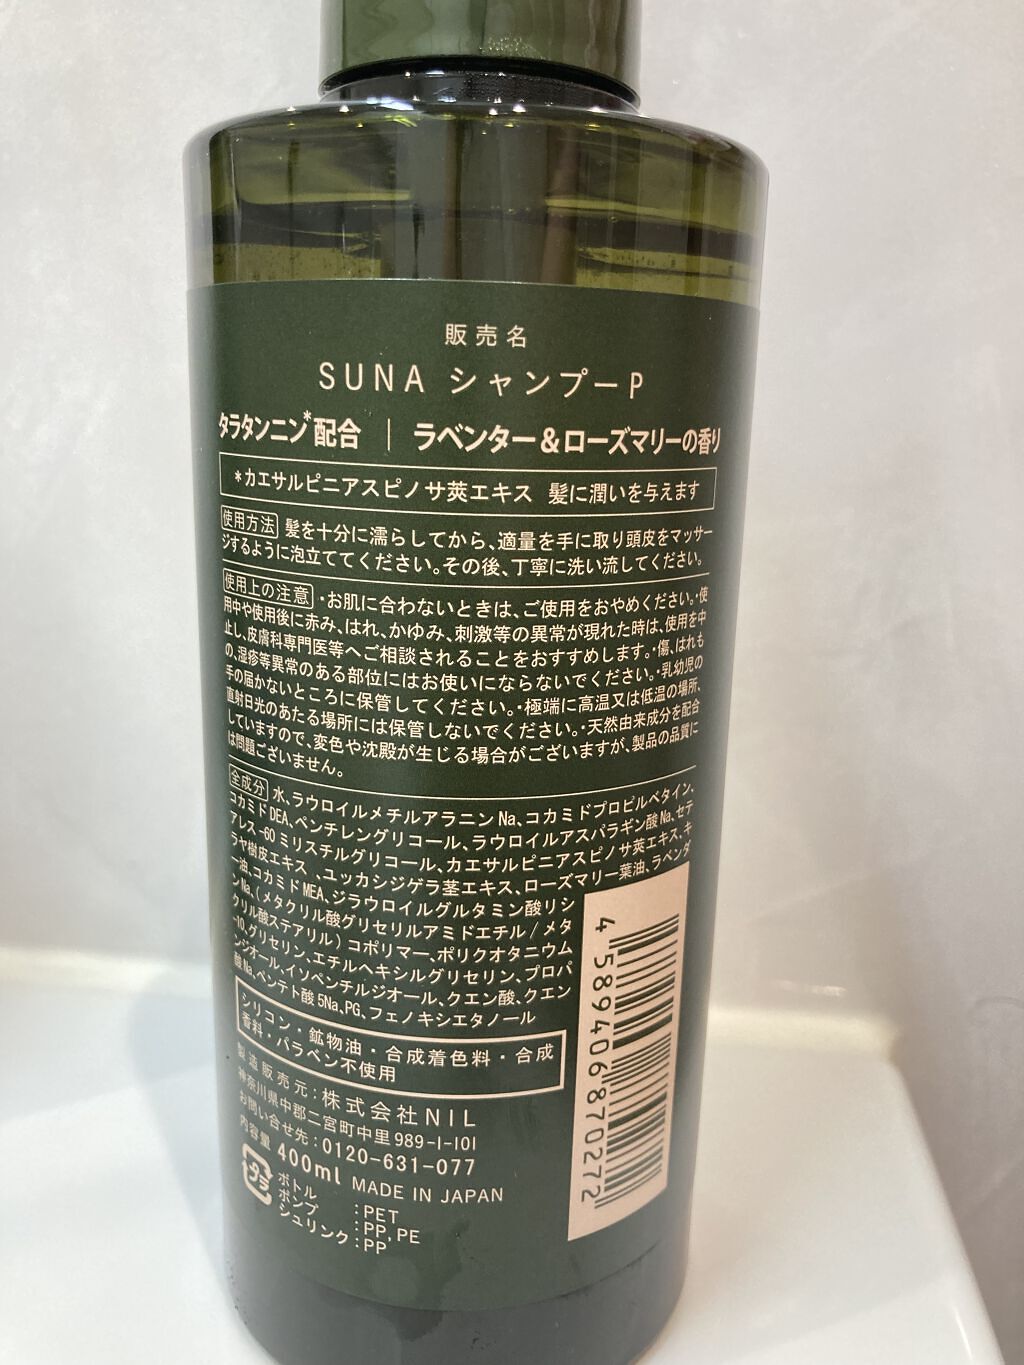 販売名
SUNA シャンプーP
タラタンニン*配合 | ラベンター&ローズマリーの香り
*カエサルピニアスピノサ莢エキス 髪に潤いを与えます
使用方法 髪を十分に濡らしてから、適量を手に取り頭皮をマッサー
ジするように泡立ててください。その後、丁寧に洗い流してください。
使用上の注意 ・お肌に合わないときは、ご使用をおやめください。・使
用中や使用後に赤み、はれ、かゆみ、刺激等の異常が現れた時は、使用を中
止し、皮膚科専門医等へご相談されることをおすすめします。・傷、はれも
の、湿疹等異常のある部位にはお使いにならないでください。・乳幼児の
手の届かないところに保管してください。・極端に高温又は低温の場所、
直射日光のあたる場所には保管しないでください。・天然由来成分を配合
していますので、変色や沈殿が生じる場合がございますが、製品の品質に
は問題ございません。
全成分 水、ラウロイルメチルアラニンNa、コカミドプロピルベタイン、
コカミドDEA、ペンチレングリコール、ラウロイルアスパラギン酸Na、セテ
アレス-60ミリスチルグリコール、カエサルピニアスピノサ莢エキス、キ
ラヤ樹皮エキス、ユッカシジゲラ茎エキス、ローズマリー葉油、ラベンダ
ー油、コカミドMEA、ジラウロイルグルタミン酸リシ
ンNa、(メタクリル酸グリセリルアミドエチル/メタ
クリル酸ステアリル)コポリマー、ポリクオタニウム
-10、グリセリン、エチルヘキシルグリセリン、プロパ
ンジオール、イソペンチルジオール、クエン酸、クエン
酸Na、ペンテト酸5Na、PG、フェノキシエタノール
シリコン・鉱物油・合成着色料・合成
香料・パラベン不使用
製造販売元:株式会社NIL
神奈川県中郡二宮町中里989-1-101
お問い合せ先:0120-631-077
内容量 400ml MADE IN JAPAN
プラ
ボトル :PET
ポンプ :PP,PE
シュリンク:PP
4589406870272